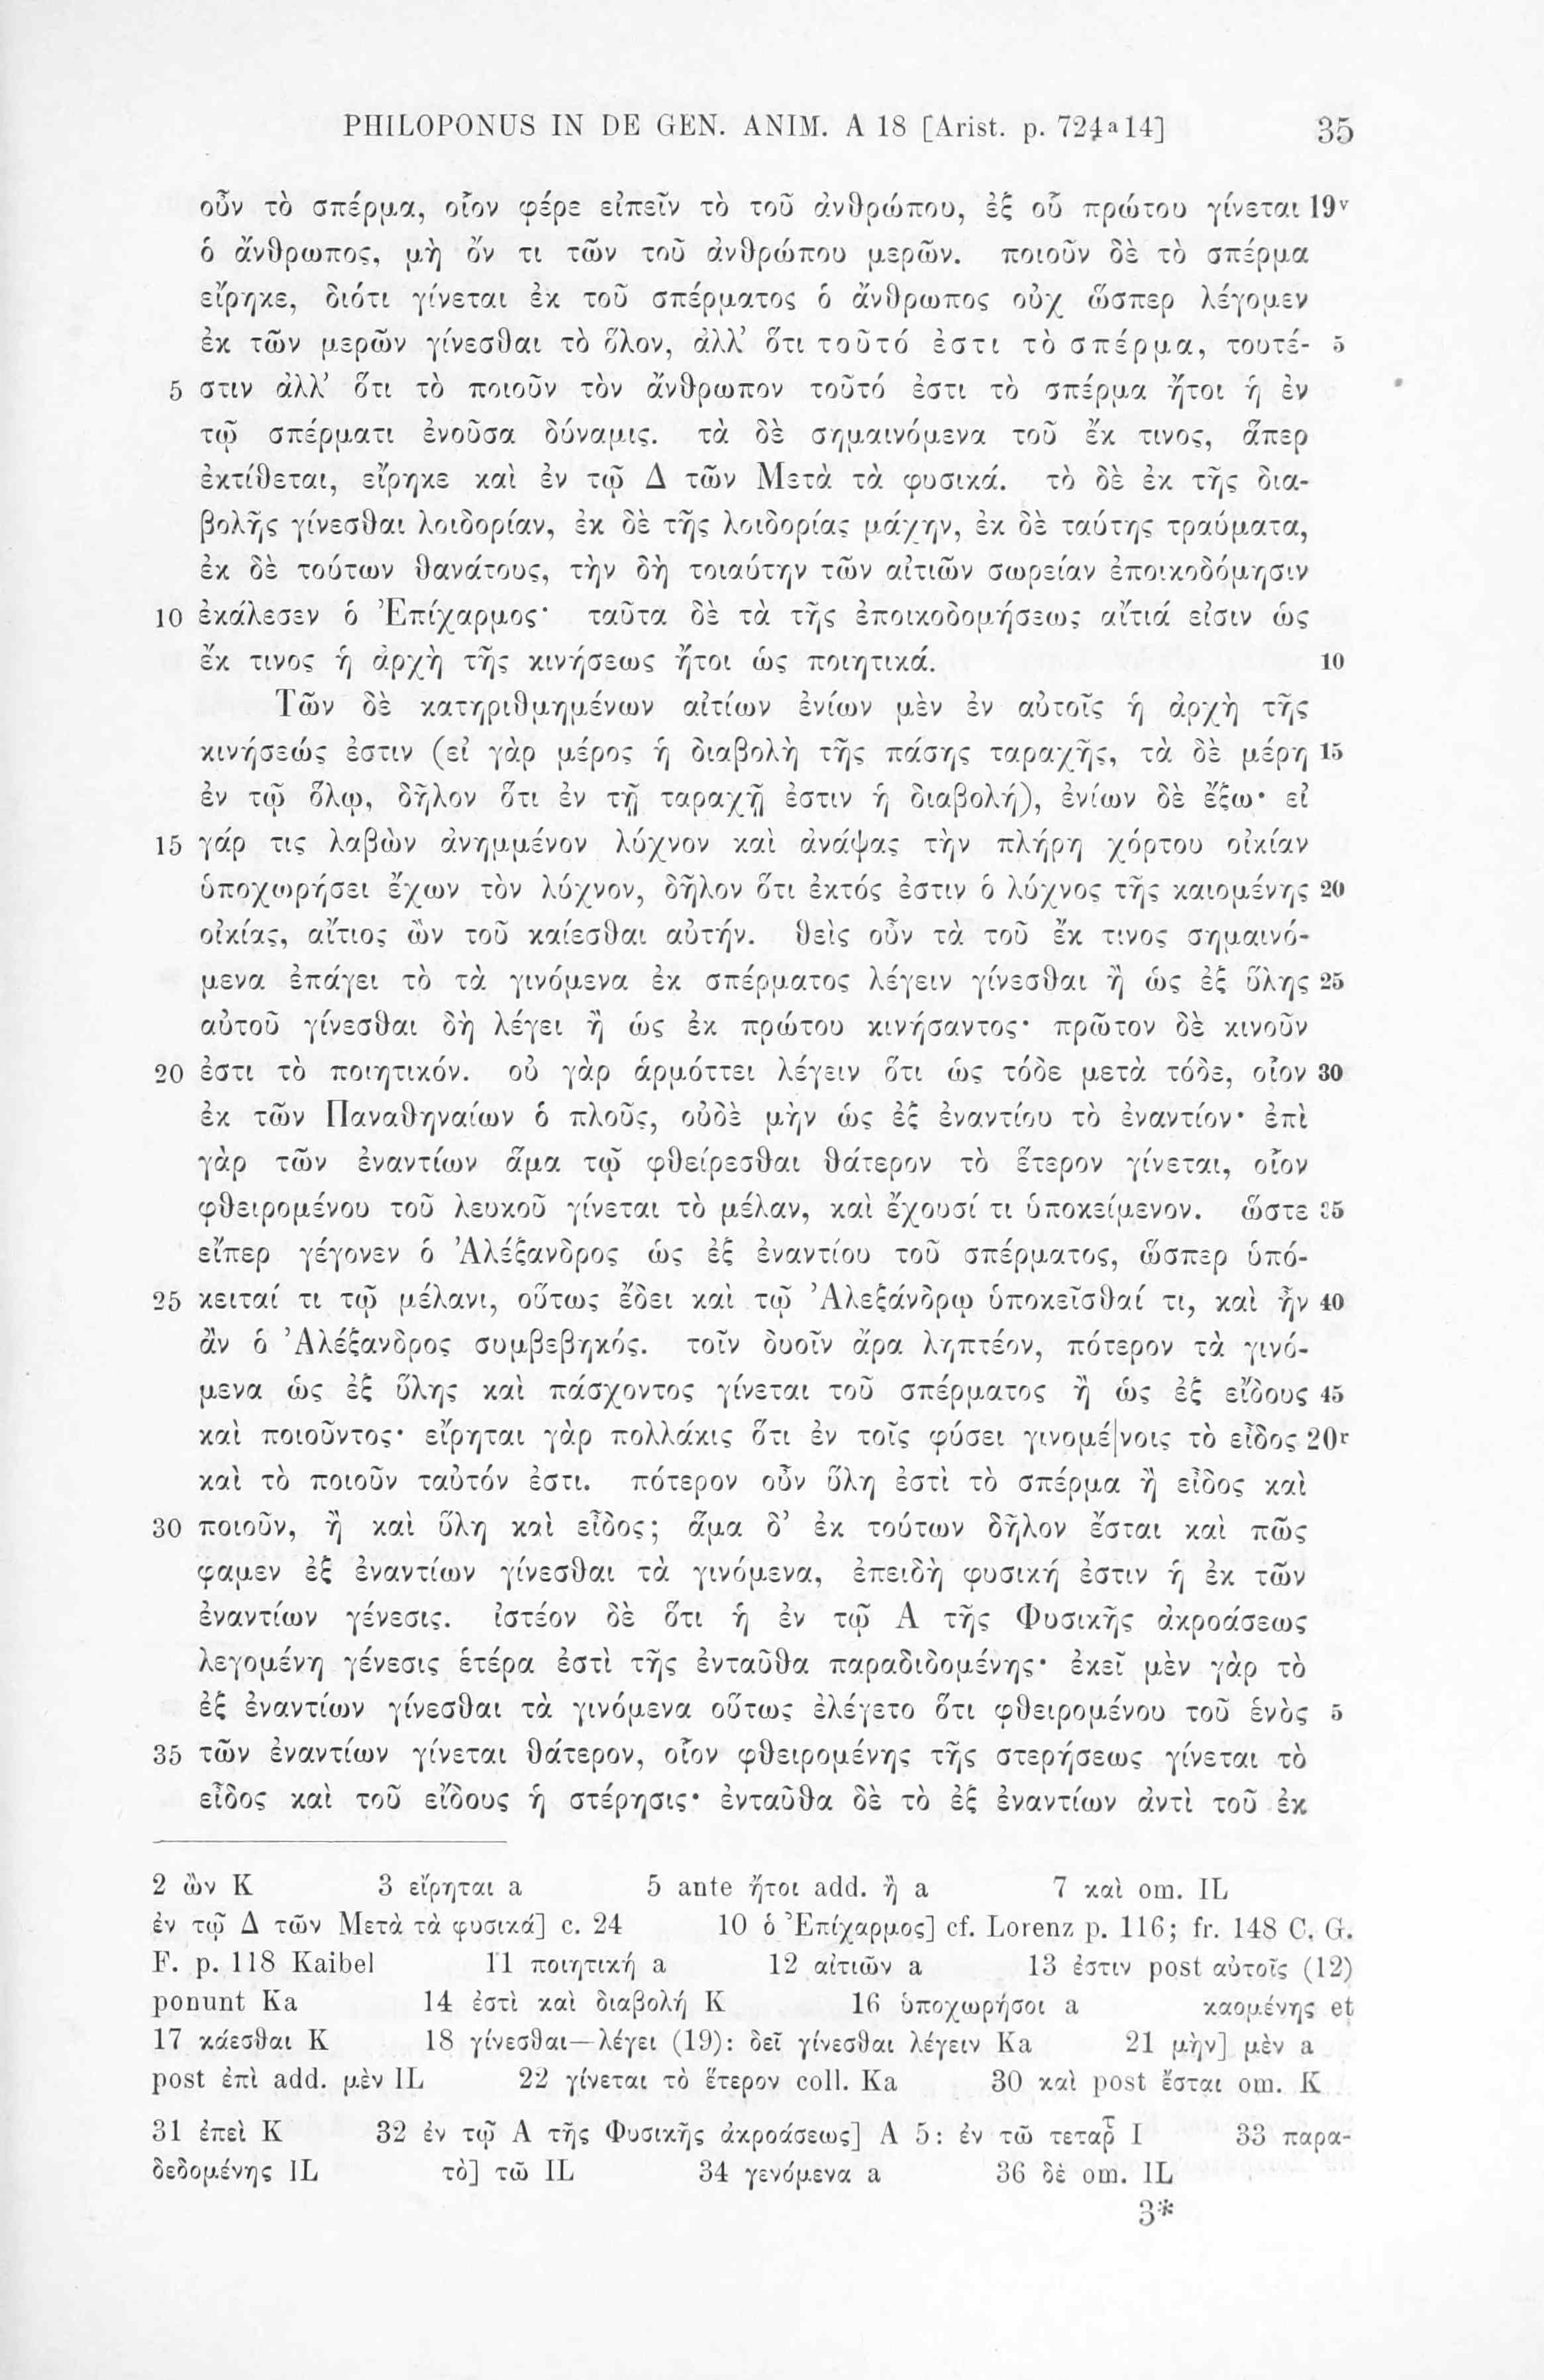 PHILOPONUS IN DE GEN. ANIM. A 18 [Arist. p. 724ᵃ14] 35
οὖν τὸ σπέρμα, οἷον φέρε εἰπεῖν τὸ τοῦ ἀνθρώπου, ἐξ οὗ πρώτου γίνεται 19ᵛ
ὁ ἄνθρωπος, μὴ ὄν τι τῶν τοῦ ἀνθρώπου μερῶν. ποιοῦν δὲ τὸ σπέρμα
εἴρηκε, διότι γίνεται ἐκ τοῦ σπέρματος ὁ ἄνθρωπος οὐχ ὥσπερ λέγομεν
ἐκ τῶν μερῶν γίνεσθαι τὸ ὅλον, ἀλλ’ ὅτι τοῦτό ἐστι τὸ σπέρμα, τουτέ- 5
5 στιν ἀλλ’ ὅτι τὸ ποιοῦν τὸν ἄνθρωπον τοῦτό ἐστι τὸ σπέρμα ἤτοι ἡ ἐν
τῷ σπέρματι ἐνοῦσα δύναμις. τὰ δὲ σημαινόμενα τοῦ ἔκ τινος, ἅπερ
ἐκτίθεται, εἴρηκε καὶ ἐν τῷ Δ τῶν Μετὰ τὰ φυσικά. τὸ δὲ ἐκ τῆς δια-
βολῆς γίνεσθαι λοιδορίαν, ἐκ δὲ τῆς λοιδορίας μάχην, ἐκ δὲ ταύτης τραύματα,
ἐκ δὲ τούτων θανάτους, τὴν δὴ τοιαύτην τῶν αἰτιῶν σωρείαν ἐποικοδόμησιν
10 ἐκάλεσεν ὁ Ἐπίχαρμος· ταῦτα δὲ τὰ τῆς ἐποικοδομήσεως αἴτιά εἰσιν ὡς
ἔκ τινος ἡ ἀρχὴ τῆς κινήσεως ἤτοι ὡς ποιητικά. 10
Τῶν δὲ κατηριθμημένων αἰτίων ἐνίων μὲν ἐν αὐτοῖς ἡ ἀρχὴ τῆς
κινήσεώς ἐστιν (εἰ γὰρ μέρος ἡ διαβολὴ τῆς πάσης ταραχῆς, τὰ δὲ μέρη 15
ἐν τῷ ὅλῳ, δῆλον ὅτι ἐν τῇ ταραχῇ ἐστιν ἡ διαβολή), ἐνίων δὲ ἔξω· εἰ
15 γάρ τις λαβὼν ἀνημμένον λύχνον καὶ ἀνάψας τὴν πλήρη χόρτου οἰκίαν
ὑποχωρήσει ἔχων τὸν λύχνον, δῆλον ὅτι ἐκτός ἐστιν ὁ λύχνος τῆς καιομένης 20
οἰκίας, αἴτιος ὢν τοῦ καίεσθαι αὐτήν. θεὶς οὖν τὰ τοῦ ἔκ τινος σημαινό-
μενα ἐπάγει τὸ τὰ γινόμενα ἐκ σπέρματος λέγειν γίνεσθαι ἢ ὡς ἐξ ὕλης 25
αὐτοῦ γίνεσθαι δὴ λέγει ἢ ὡς ἐκ πρώτου κινήσαντος· πρῶτον δὲ κινοῦν
20 ἐστι τὸ ποιητικόν. οὐ γὰρ ἁρμόττει λέγειν ὅτι ὡς τόδε μετὰ τόδε, οἷον 30
ἐκ τῶν Παναθηναίων ὁ πλοῦς, οὐδὲ μὴν ὡς ἐξ ἐναντίου τὸ ἐναντίον· ἐπὶ
γὰρ τῶν ἐναντίων ἅμα τῷ φθείρεσθαι θάτερον τὸ ἕτερον γίνεται, οἷον
φθειρομένου τοῦ λευκοῦ γίνεται τὸ μέλαν, καὶ ἔχουσί τι ὑποκείμενον. ὥστε 35
εἴπερ γέγονεν ὁ Ἀλέξανδρος ὡς ἐξ ἐναντίου τοῦ σπέρματος, ὥσπερ ὑπό-
25 κειταί τι τῷ μέλανι, οὕτως ἔδει καὶ τῷ Ἀλεξάνδρῳ ὑποκεῖσθαί τι, καὶ ἦν 40
ἂν ὁ Ἀλέξανδρος συμβεβηκός. τοῖν δυοῖν ἄρα ληπτέον, πότερον τὰ γινό-
μενα ὡς ἐξ ὕλης καὶ πάσχοντος γίνεται τοῦ σπέρματος ἢ ὡς ἐξ εἴδους 45
καὶ ποιοῦντος· εἴρηται γὰρ πολλάκις ὅτι ἐν τοῖς φύσει γινομέ|νοις τὸ εἶδος 20ʳ
καὶ τὸ ποιοῦν ταὐτόν ἐστι. πότερον οὖν ὕλη ἐστὶ τὸ σπέρμα ἢ εἶδος καὶ
30 ποιοῦν, ἢ καὶ ὕλη καὶ εἶδος; ἅμα δ’ ἐκ τούτων δῆλον ἔσται καὶ πῶς
φαμεν ἐξ ἐναντίων γίνεσθαι τὰ γινόμενα, ἐπειδὴ φυσική ἐστιν ἡ ἐκ τῶν
ἐναντίων γένεσις. ἰστέον δὲ ὅτι ἡ ἐν τῷ Α τῆς Φυσικῆς ἀκροάσεως
λεγομένη γένεσις ἑτέρα ἐστὶ τῆς ἐνταῦθα παραδιδομένης· ἐκεῖ μὲν γὰρ τὸ
ἐξ ἐναντίων γίνεσθαι τὰ γινόμενα οὕτως ἐλέγετο ὅτι φθειρομένου τοῦ ἑνὸς 5
35 τῶν ἐναντίων γίνεται θάτερον, οἷον φθειρομένης τῆς στερήσεως γίνεται τὸ
εἶδος καὶ τοῦ εἴδους ἡ στέρησις· ἐνταῦθα δὲ τὸ ἐξ ἐναντίων ἀντὶ τοῦ ἐκ
2 ὢν K 3 εἴρηται a 5 ante ἤτοι add. ἢ a 7 καὶ om. IL
ἐν τῷ Δ τῶν Μετὰ τὰ φυσικά] c. 24 10 ὁ Ἐπίχαρμος] cf. Lorenz p. 116; fr. 148 C. G.
F. p. 118 Kaibel 11 ποιητική a 12 αἰτιῶν a 13 ἐστιν post αὐτοῖς (12)
ponunt Ka 14 ἐστὶ καὶ διαβολή K 16 ὑποχωρήσοι a καομένης et
17 κάεσθαι K 18 γίνεσθαι—λέγει (19): δεῖ γίνεσθαι λέγειν Ka 21 μὴν] μὲν a
post ἐπὶ add. μὲν IL 22 γίνεται τὸ ἕτερον coll. Ka 30 καὶ post ἔσται om. K
31 ἐπεὶ K 32 ἐν τῷ Α τῆς Φυσικῆς ἀκροάσεως] A 5: ἐν τῶ τεταρ̅ᵀ I 33 παρα-
δεδομένης IL τὸ] τῶ IL 34 γενόμενα a 36 δὲ om. IL
3*